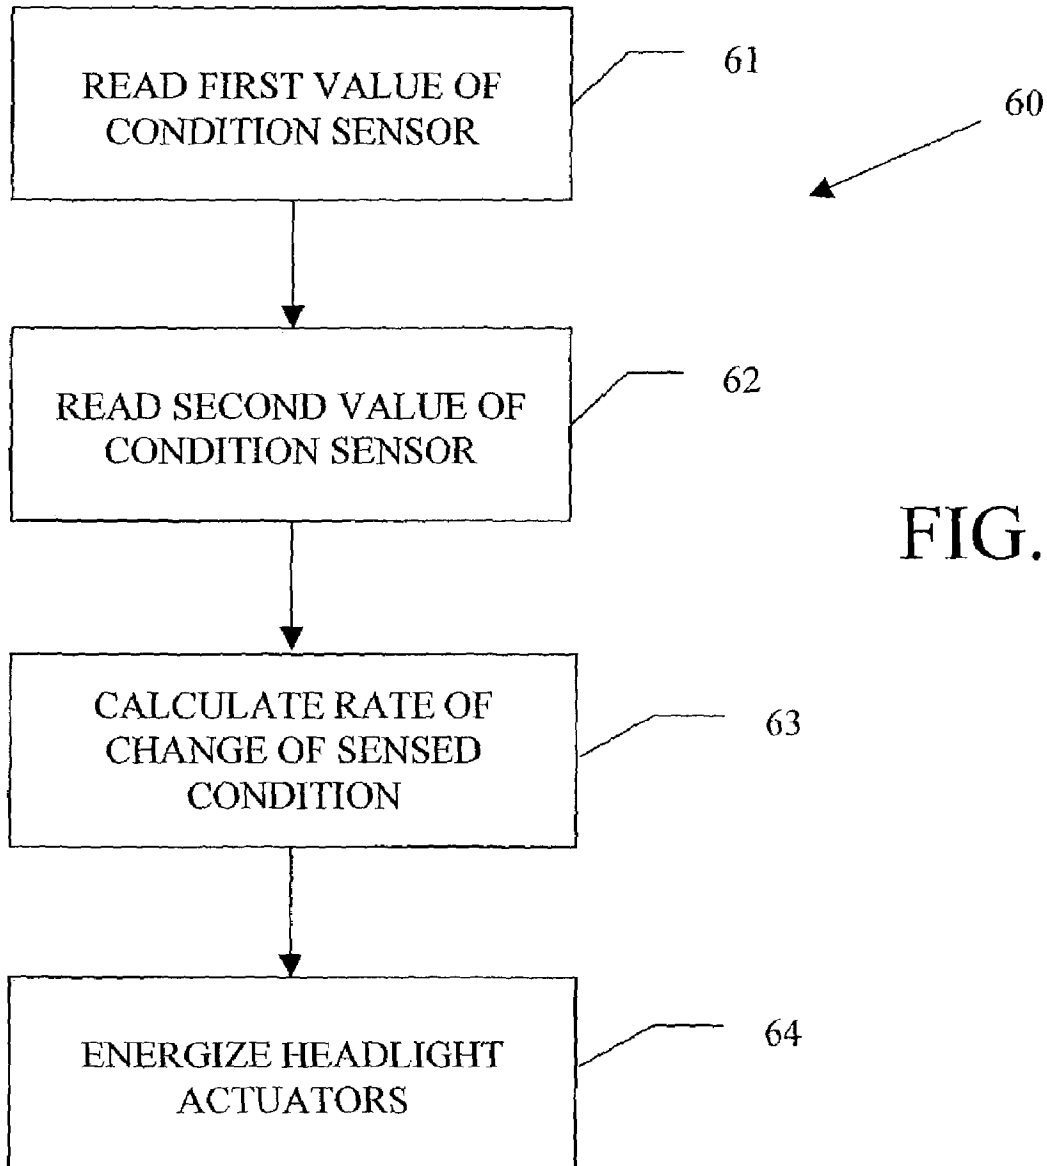 READ FIRST VALUE OF
CONDITION SENSOR
61
60
READ SECOND VALUE OF
CONDITION SENSOR
62
FIG.
CALCULATE RATE OF
CHANGE OF SENSED
CONDITION
63
ENERGIZE HEADLIGHT
ACTUATORS
64